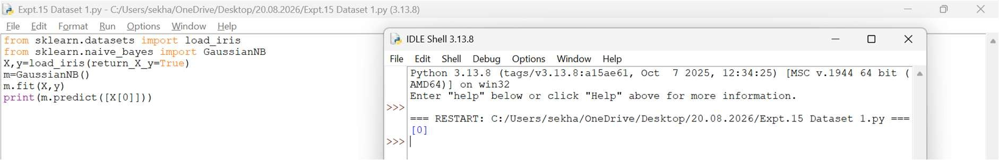 Expt.15 Dataset 1.py - C:/Users/sekha/OneDrive/Desktop/20.08.2026/Expt.15 Dataset 1.py (3.13.8)
File Edit Format Run Options Window Help
from sklearn.datasets import load_iris
from sklearn.naive_bayes import GaussianNB
X,y=load_iris(return_X_y=True)
m=GaussianNB()
m.fit(X,y)
print(m.predict([X[0]]))
IDLE Shell 3.13.8
File Edit Shell Debug Options Window Help
Python 3.13.8 (tags/v3.13.8:a15ae61, Oct  7 2025, 12:34:25) [MSC v.1944 64 bit (
AMD64)] on win32
Enter "help" below or click "Help" above for more information.
>>>
=== RESTART: C:/Users/sekha/OneDrive/Desktop/20.08.2026/Expt.15 Dataset 1.py ===
[0]
>>>